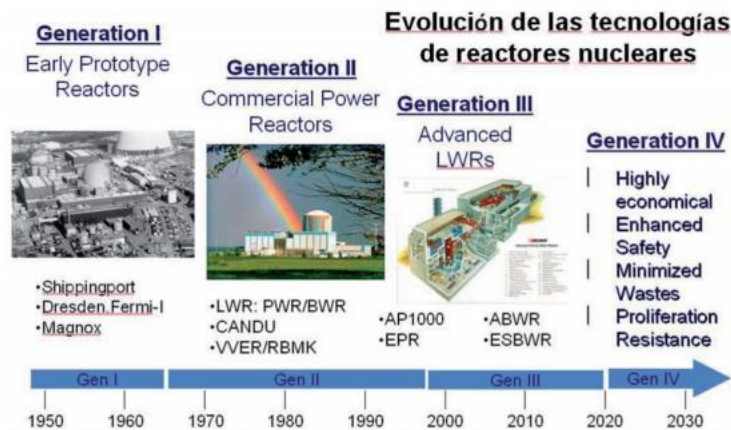 Evolución de las tecnologías
de reactores nucleares
Generation I
Early Prototype
Reactors
•Shippingport
•Dresden,Fermi-I
•Magnox
Generation II
Commercial Power
Reactors
•LWR: PWR/BWR
•CANDU
•VVER/RBMK
Generation III
Advanced
LWRs
•AP1000
•EPR
•ABWR
•ESBWR
Generation IV
Highly
economical
Enhanced
Safety
Minimized
Wastes
Proliferation
Resistance
Gen I
Gen II
Gen III
Gen IV
1950
1960
1970
1980
1990
2000
2010
2020
2030